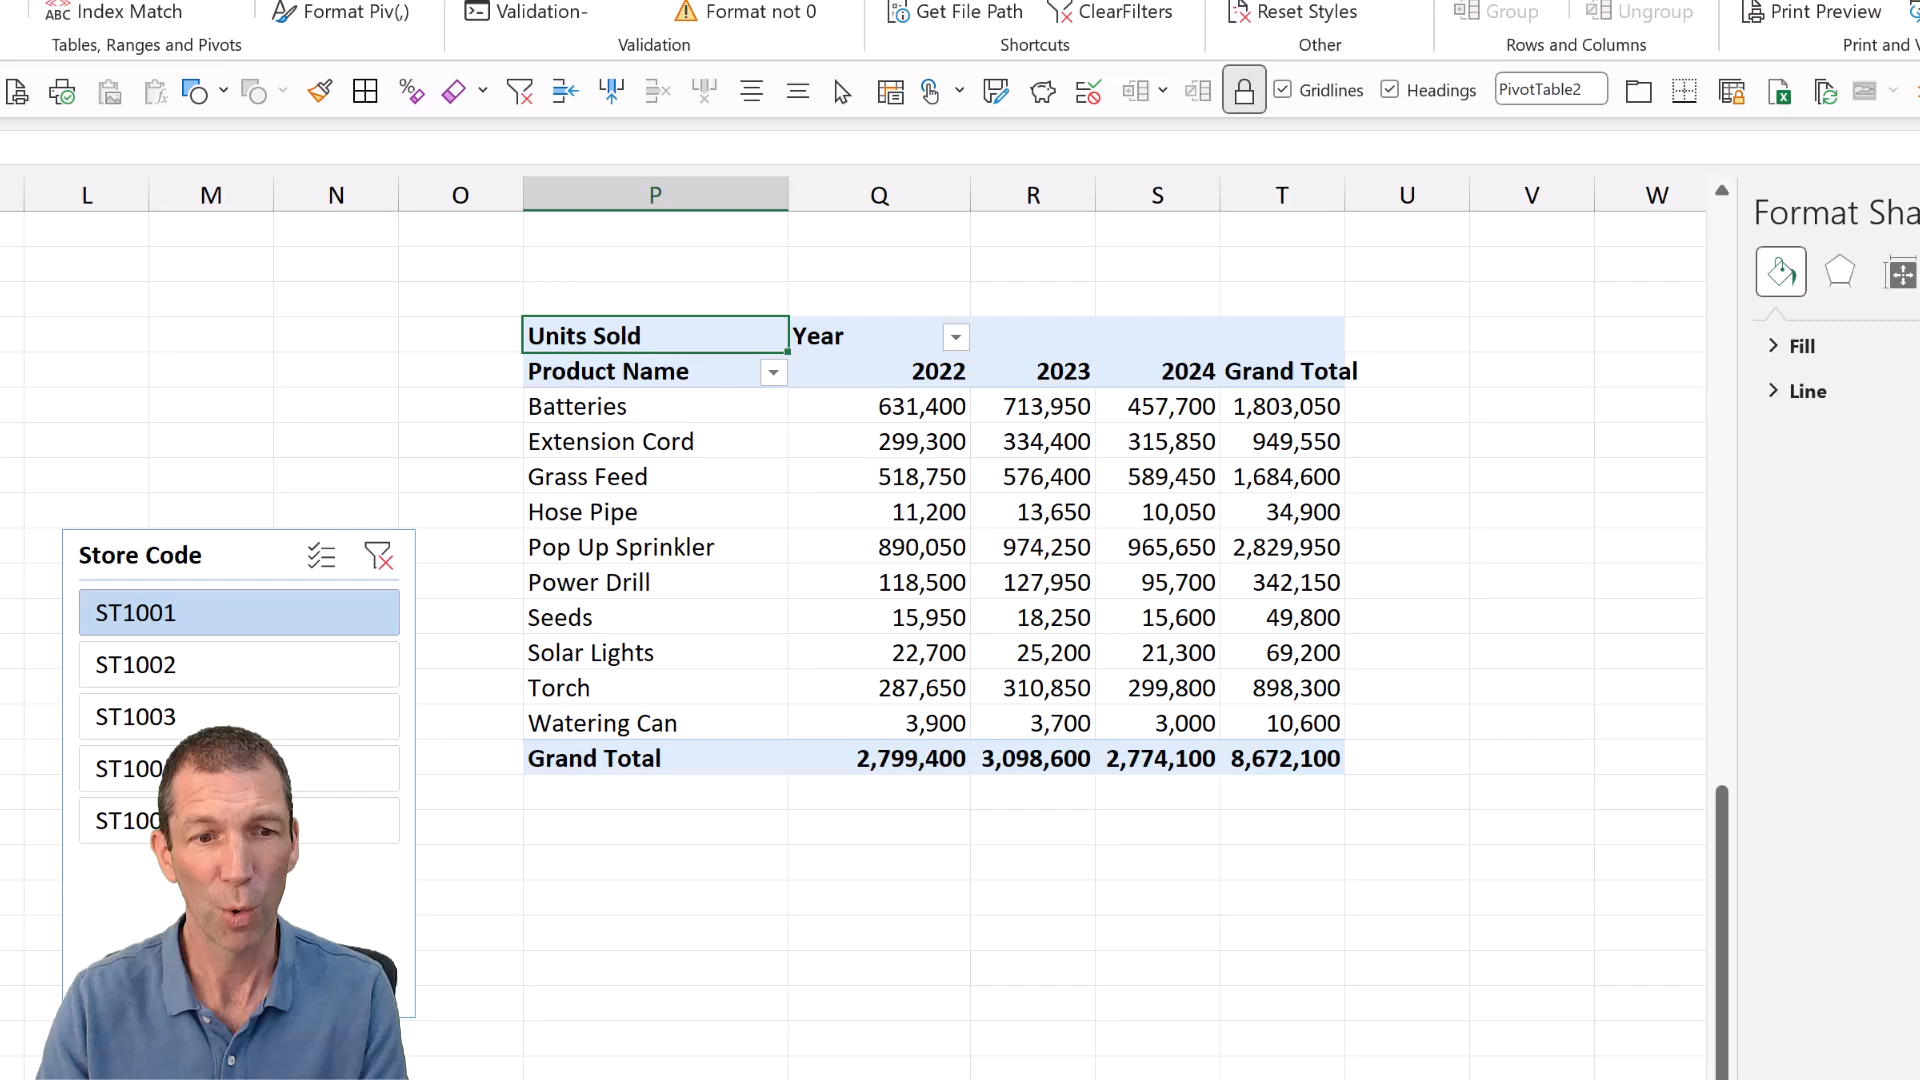 Index Match
Format Piv(,)
Validation-
Format not 0
Get File Path
ClearFilters
Reset Styles
Group
Ungroup
Print Preview
Tables, Ranges and Pivots
Validation
Shortcuts
Other
Rows and Columns
Print and
Gridlines
Headings
PivotTable2
L M N O P Q R S T U V W
Format Sha
Fill
Line
Units Sold Year
Product Name 2022 2023 2024 Grand Total
Batteries 631,400 713,950 457,700 1,803,050
Extension Cord 299,300 334,400 315,850 949,550
Grass Feed 518,750 576,400 589,450 1,684,600
Hose Pipe 11,200 13,650 10,050 34,900
Pop Up Sprinkler 890,050 974,250 965,650 2,829,950
Power Drill 118,500 127,950 95,700 342,150
Seeds 15,950 18,250 15,600 49,800
Solar Lights 22,700 25,200 21,300 69,200
Torch 287,650 310,850 299,800 898,300
Watering Can 3,900 3,700 3,000 10,600
Grand Total 2,799,400 3,098,600 2,774,100 8,672,100
Store Code
ST1001
ST1002
ST1003
ST100
ST100